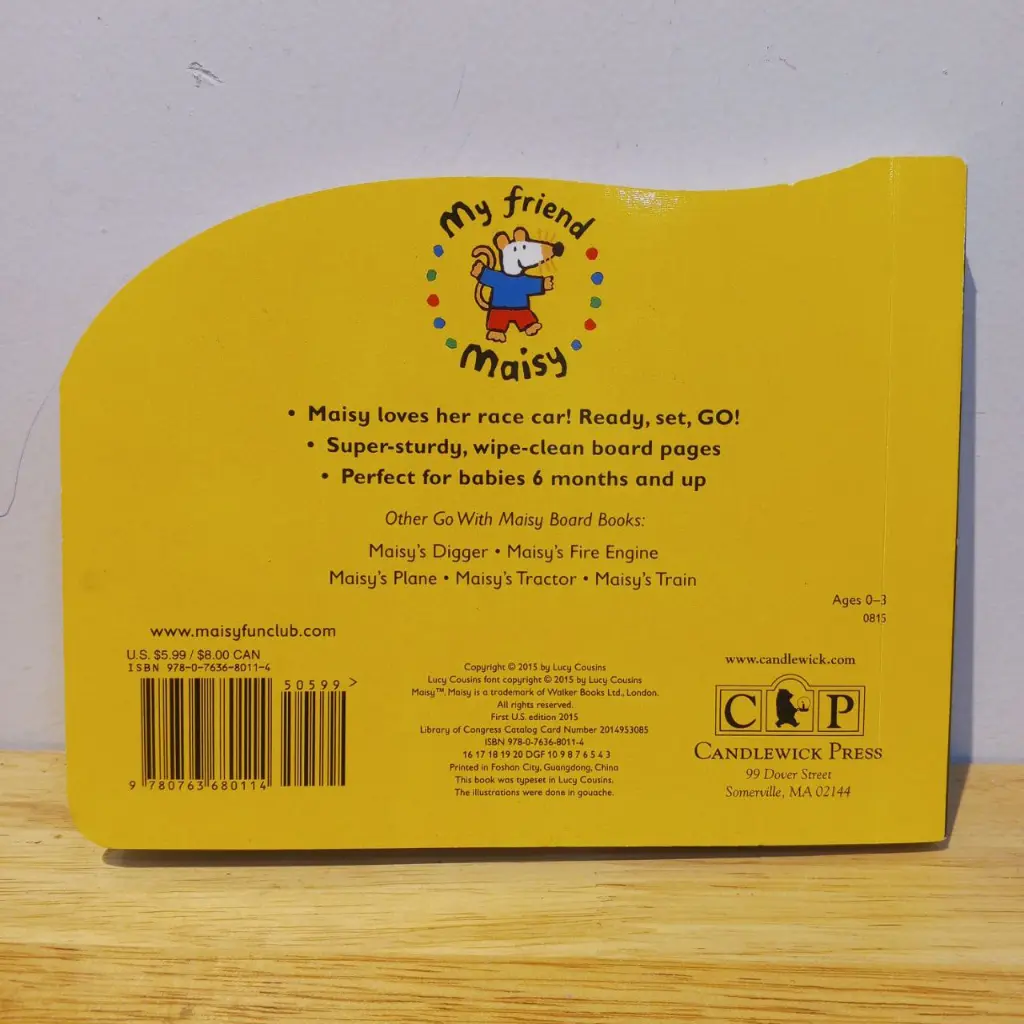 My friend
Maisy
• Maisy loves her race car! Ready, set, GO!
• Super-sturdy, wipe-clean board pages
• Perfect for babies 6 months and up
Other Go With Maisy Board Books:
Maisy's Digger • Maisy's Fire Engine
Maisy's Plane • Maisy's Tractor • Maisy's Train
Ages 0–3
0815
www.maisyfunclub.com
U.S. $5.99 / $8.00 CAN
ISBN 978-0-7636-8011-4
50599>
9 780763 680114
Copyright © 2015 by Lucy Cousins
Lucy Cousins font copyright © 2015 by Lucy Cousins
Maisy™. Maisy is a trademark of Walker Books Ltd., London.
All rights reserved.
First U.S. edition 2015
Library of Congress Catalog Card Number 2014953085
ISBN 978-0-7636-8011-4
16 17 18 19 20 DGF 10 9 8 7 6 5 4 3
Printed in Foshan City, Guangdong, China
This book was typeset in Lucy Cousins.
The illustrations were done in gouache.
www.candlewick.com
C P
CANDLEWICK PRESS
99 Dover Street
Somerville, MA 02144